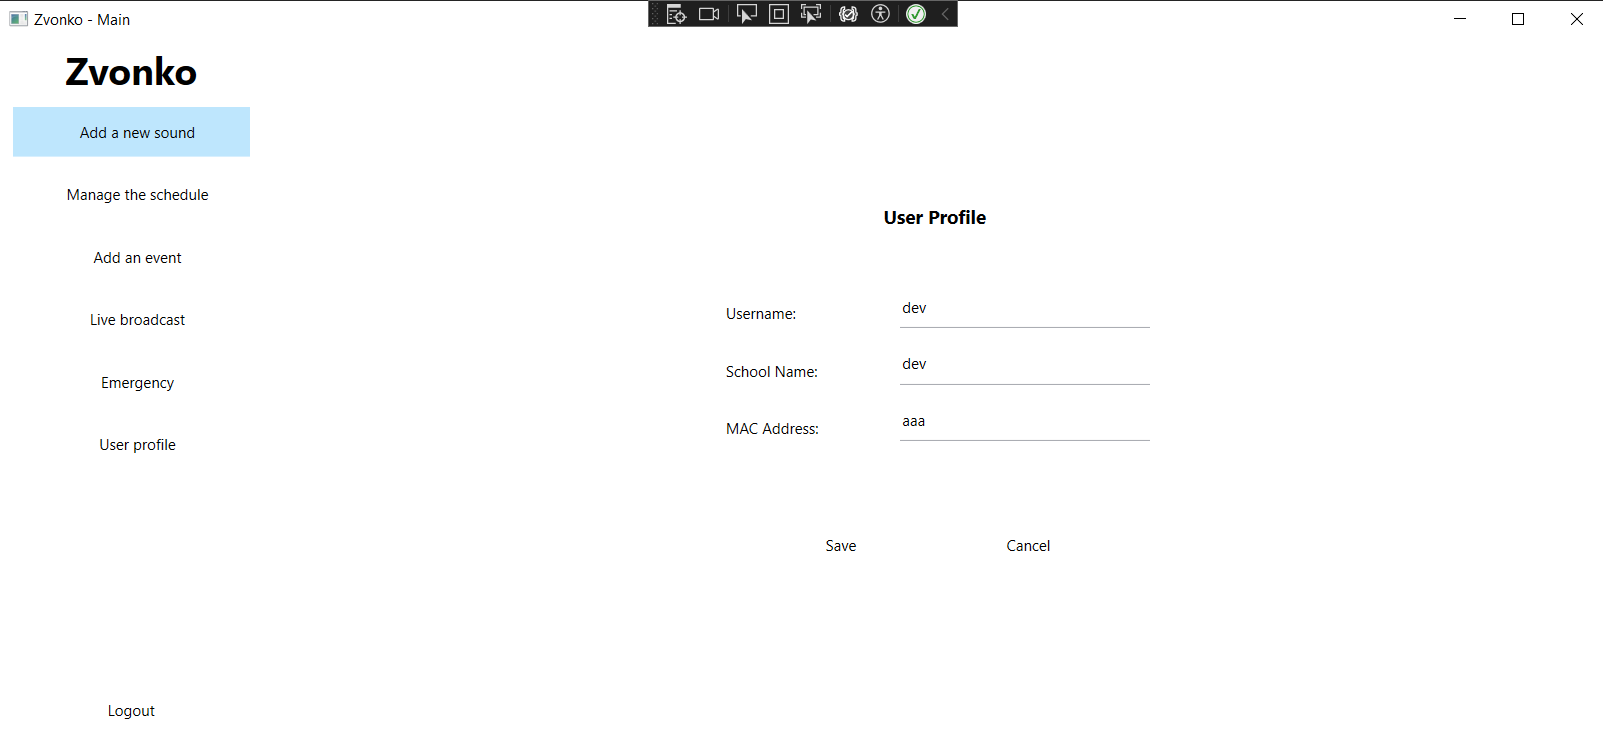 Zvonko - Main
Zvonko
Add a new sound
Manage the schedule
Add an event
Live broadcast
Emergency
User profile
Logout
User Profile
Username: dev
School Name: dev
MAC Address: aaa
Save Cancel